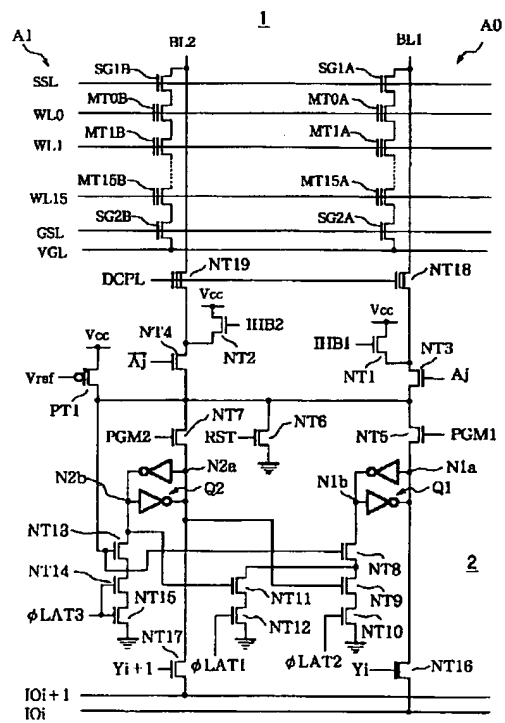 1
A1 BL2 BL1 A0
SG1B SG1A
SSL
MT0B MT0A
WL0
MT1B MT1A
WL1
MT15B MT15A
WL15
SG2B SG2A
GSL
VGL
NT19 NT18
DCPL
Vcc Vcc
IHB2
NT4 IHB1 NT3
Vcc Aj NT2 NT1 Aj
Vref
PT1 NT7 NT6 NT5
PGM2 RST PGM1
N2b N2a N1b N1a
Q2 Q1
NT13
NT8 2
NT14
NT15 NT11 NT9
φLAT3 NT12 NT10
NT17 φLAT1 φLAT2
Yi+1 Yi NT16
IOi+1
IOi